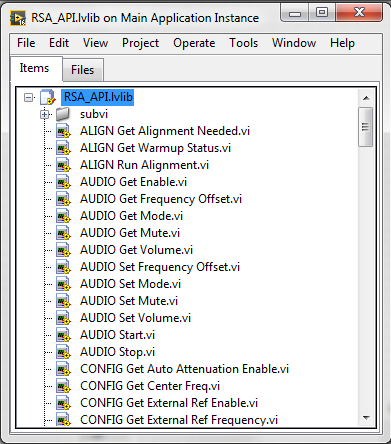 RSA_API.lvlib on Main Application Instance
File Edit View Project Operate Tools Window Help
Items Files
RSA_API.lvlib
subvi
ALIGN Get Alignment Needed.vi
ALIGN Get Warmup Status.vi
ALIGN Run Alignment.vi
AUDIO Get Enable.vi
AUDIO Get Frequency Offset.vi
AUDIO Get Mode.vi
AUDIO Get Mute.vi
AUDIO Get Volume.vi
AUDIO Set Frequency Offset.vi
AUDIO Set Mode.vi
AUDIO Set Mute.vi
AUDIO Set Volume.vi
AUDIO Start.vi
AUDIO Stop.vi
CONFIG Get Auto Attenuation Enable.vi
CONFIG Get Center Freq.vi
CONFIG Get External Ref Enable.vi
CONFIG Get External Ref Frequency.vi